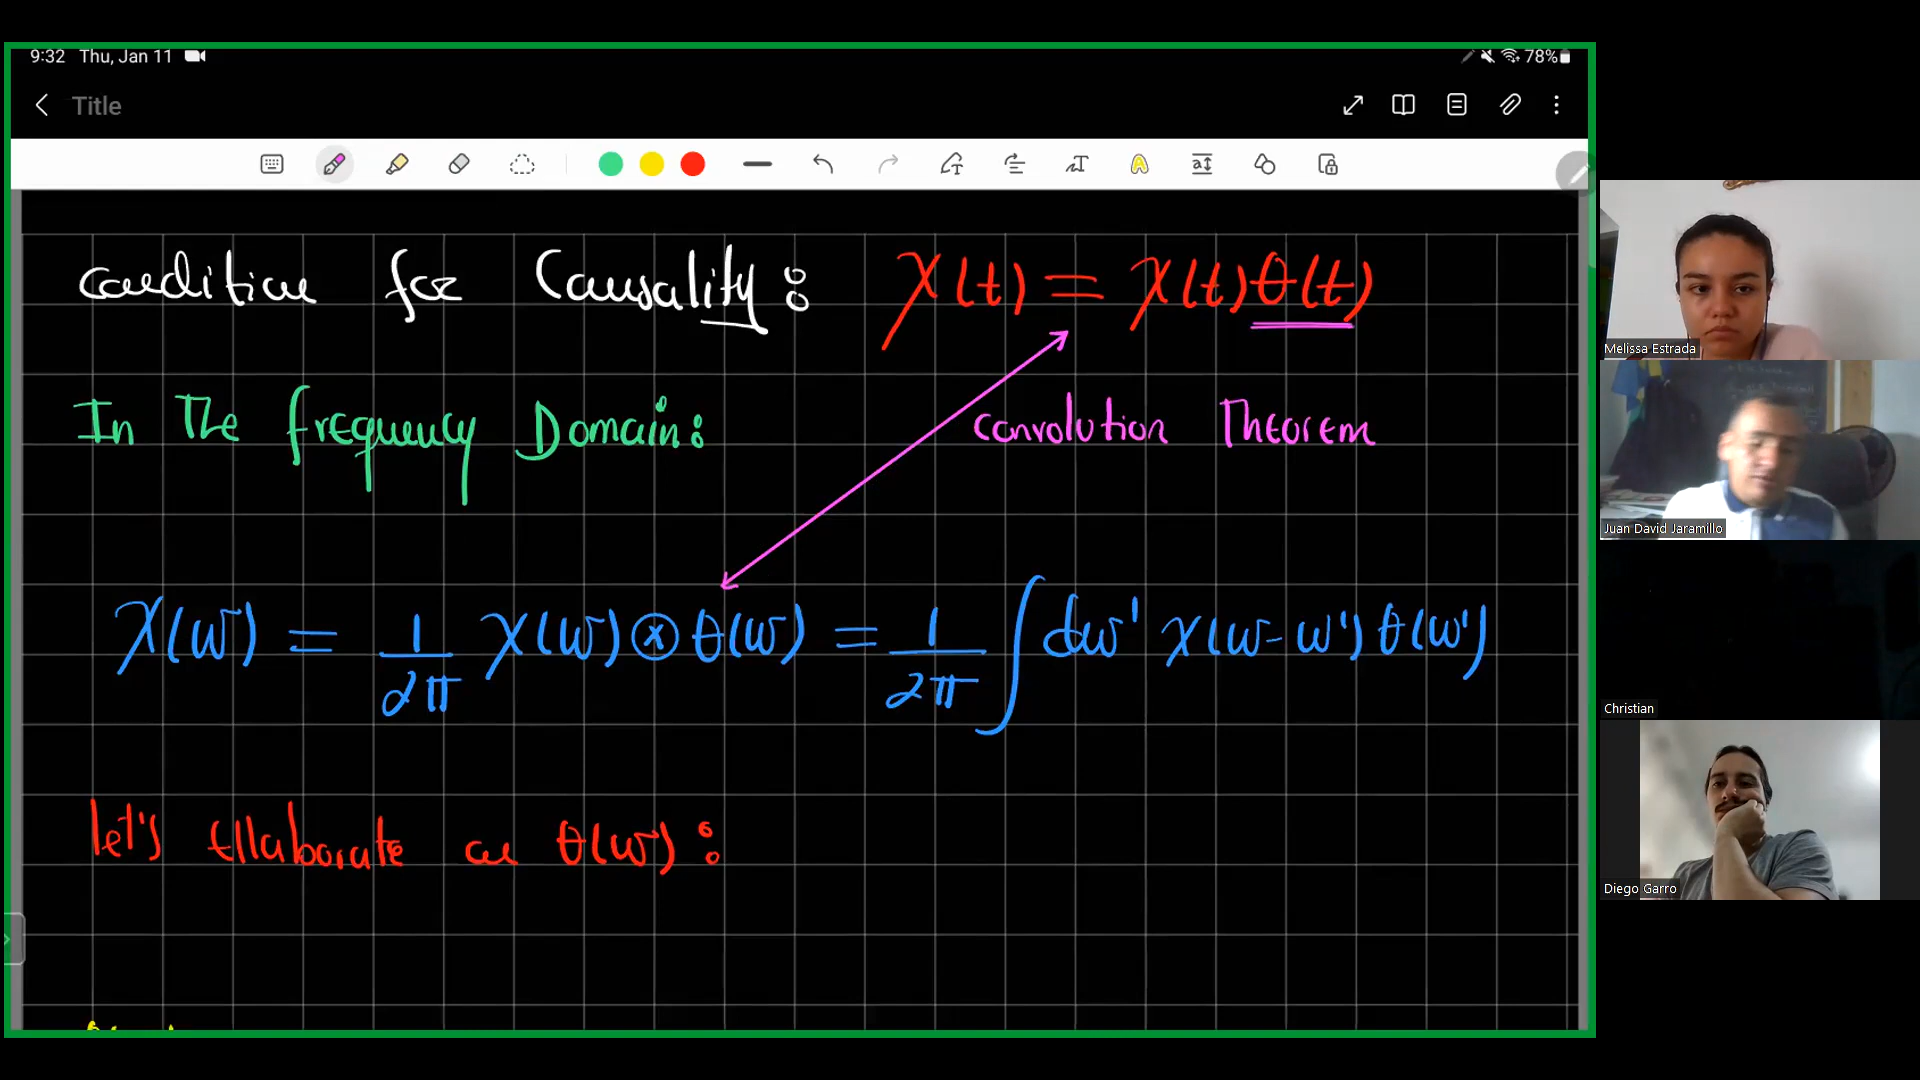 9:32 Thu, Jan 11 78%
Title
Condition for Causality: χ(t) = χ(t)θ(t)
In The frequency Domain: Convolution Theorem
χ(ω) = 1/2π χ(ω) ⊗ θ(ω) = 1/2π ∫ dω' χ(ω-ω') θ(ω')
let's Ellaborate on θ(ω):
Melissa Estrada
Juan David Jaramillo
Christian
Diego Garro